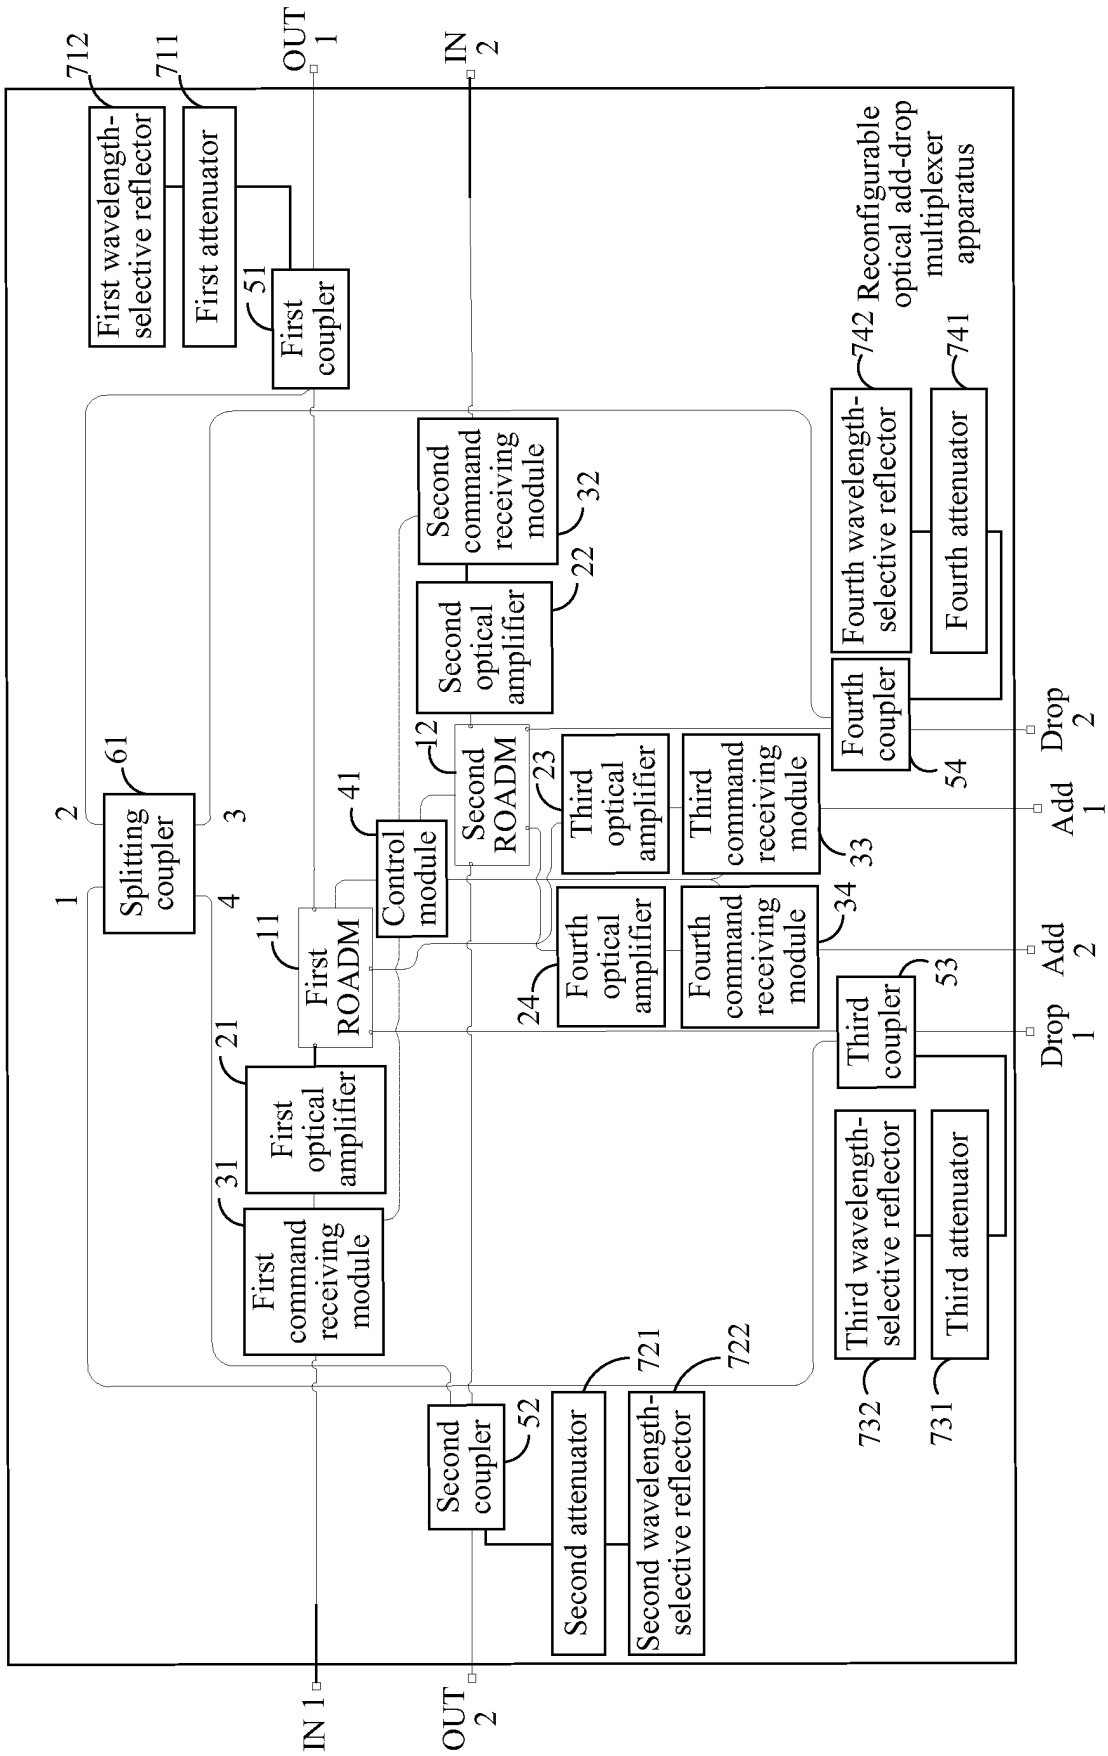 712
711
OUT
1
IN
2
First wavelength-
selective reflector
First attenuator
51
First
coupler
Reconfigurable
optical add-drop
multiplexer
apparatus
742
741
Fourth wavelength-
selective reflector
Fourth attenuator
Second
command
receiving
module
32
22
Second
optical
amplifier
Fourth
coupler
54
Drop
2
2
61
3
Splitting
coupler
1
4
12
Second
ROADM
41
Control
module
23
Third
optical
amplifier
Third
command
receiving
module
33
Add
1
11
First
ROADM
24
Fourth
optical
amplifier
Fourth
command
receiving
module
34
Add
2
53
Third
coupler
Drop
1
21
First
optical
amplifier
31
First
command
receiving
module
Third wavelength-
selective reflector
732
Third attenuator
731
Second
coupler
52
721
722
Second attenuator
Second wavelength-
selective reflector
IN 1
OUT
2